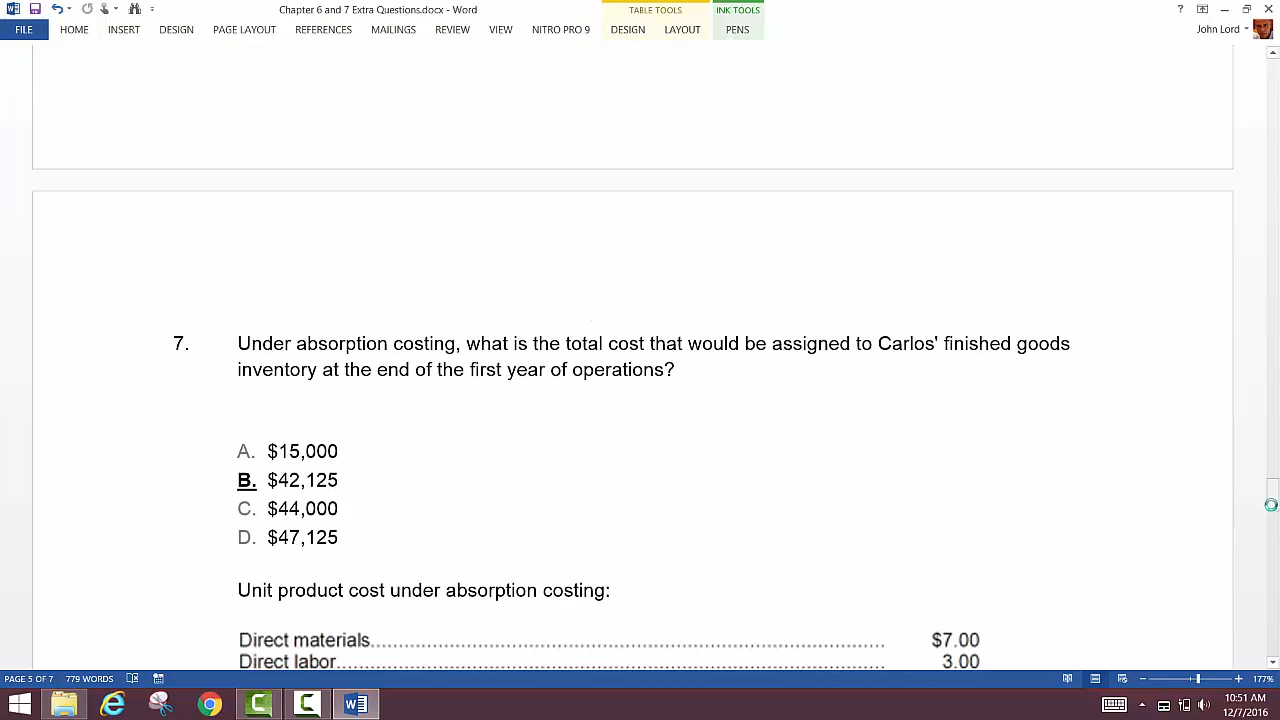 Chapter 6 and 7 Extra Questions.docx - Word
TABLE TOOLS
INK TOOLS
?
FILE
HOME
INSERT
DESIGN
PAGE LAYOUT
REFERENCES
MAILINGS
REVIEW
VIEW
NITRO PRO 9
DESIGN
LAYOUT
PENS
John Lord
7. Under absorption costing, what is the total cost that would be assigned to Carlos' finished goods
inventory at the end of the first year of operations?
A. $15,000
B. $42,125
C. $44,000
D. $47,125
Unit product cost under absorption costing:
Direct materials........................ $7.00
Direct labor........................ 3.00
PAGE 5 OF 7
779 WORDS
177%
10:51 AM
12/7/2016